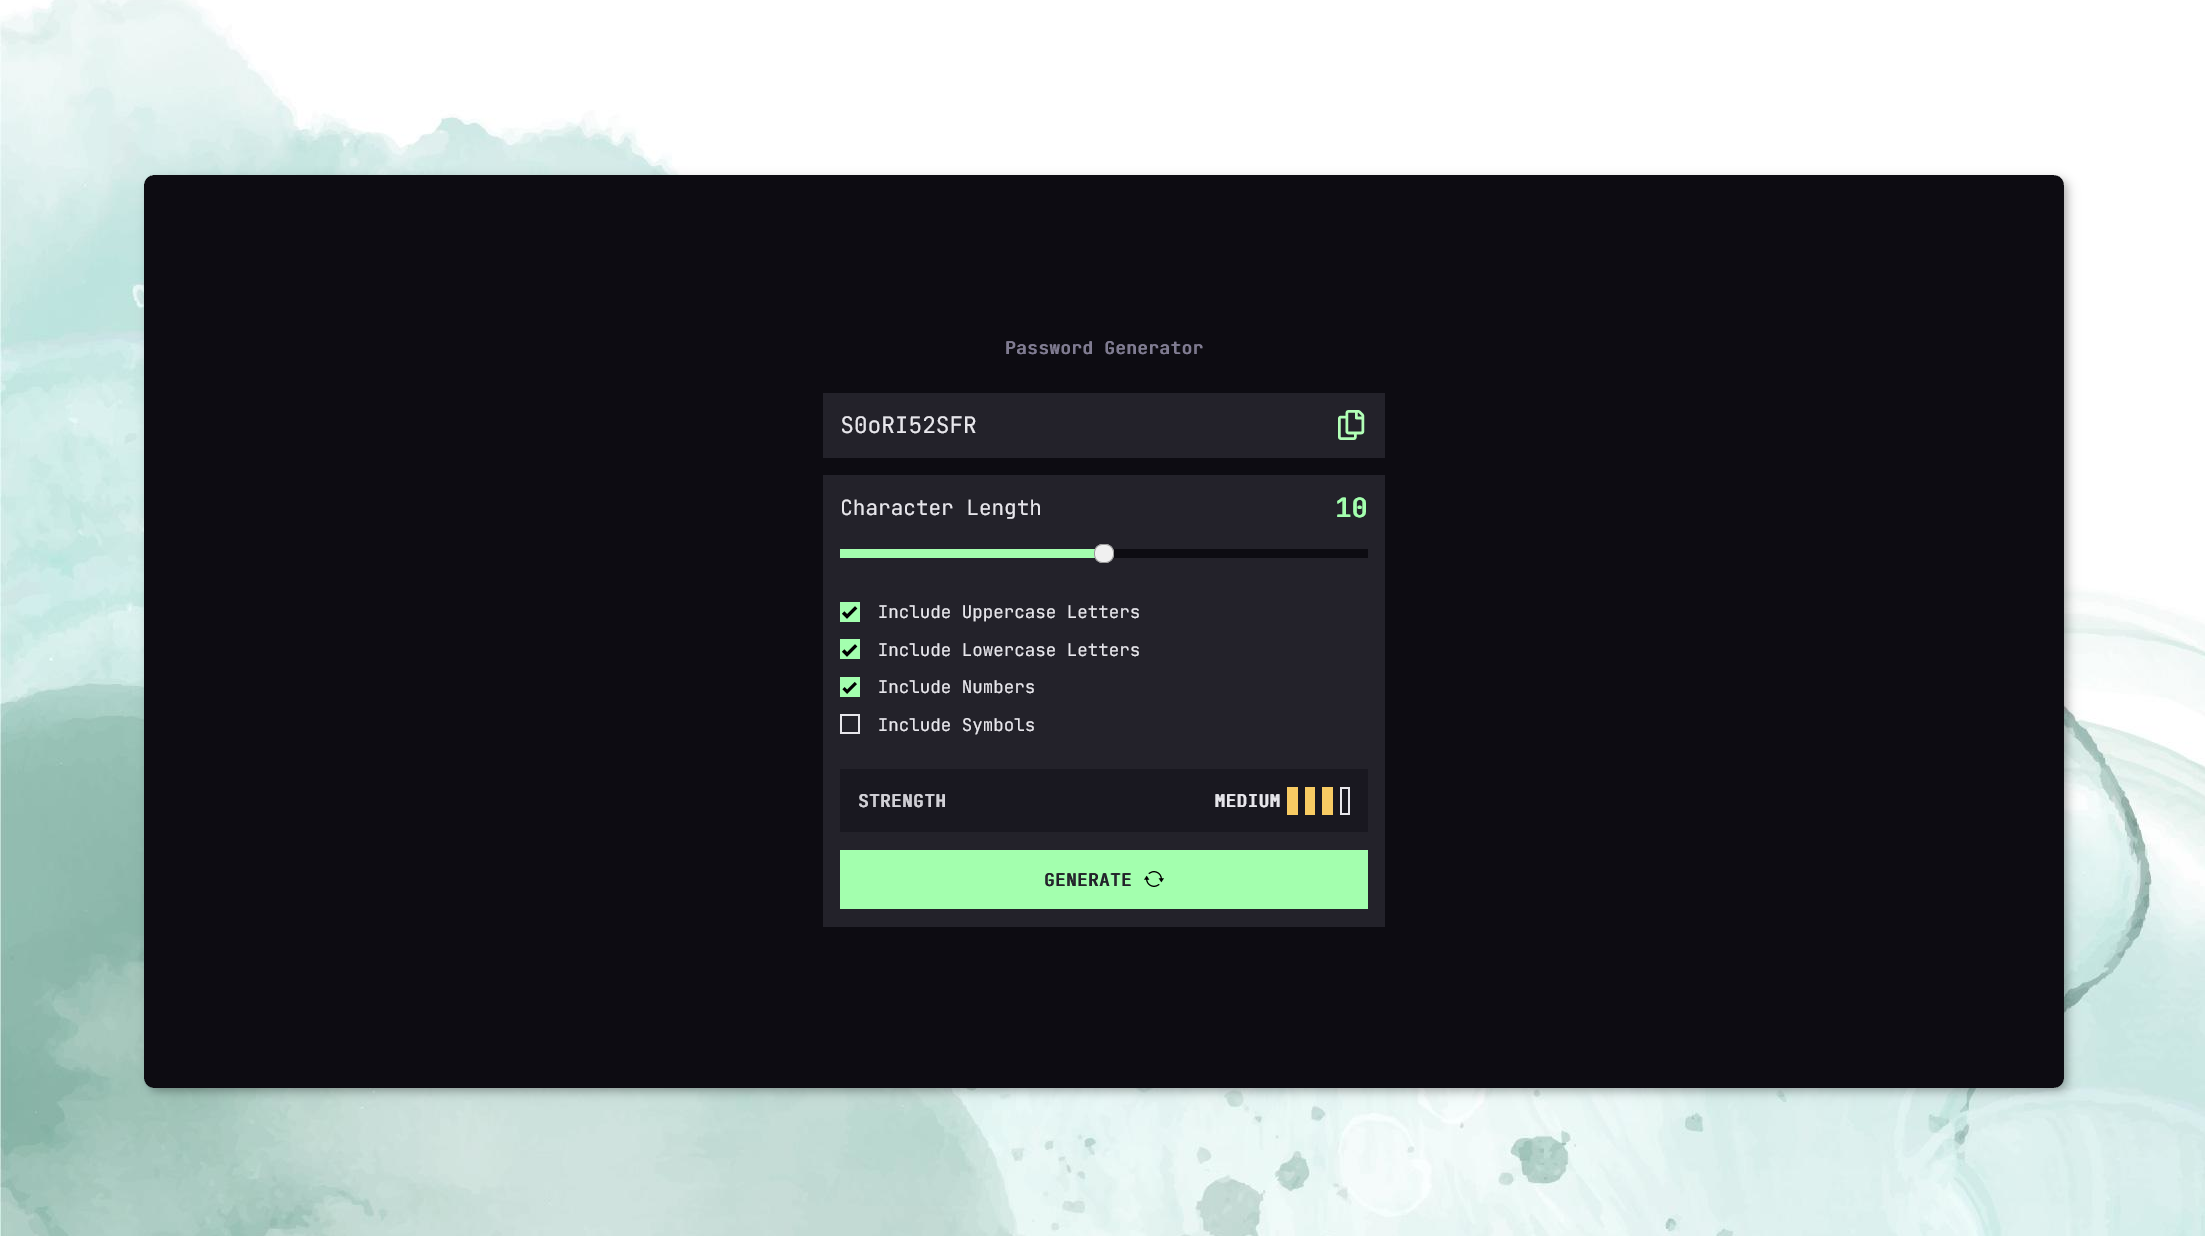 Password Generator
S0oRI52SFR
Character Length 10
Include Uppercase Letters
Include Lowercase Letters
Include Numbers
Include Symbols
STRENGTH MEDIUM
GENERATE